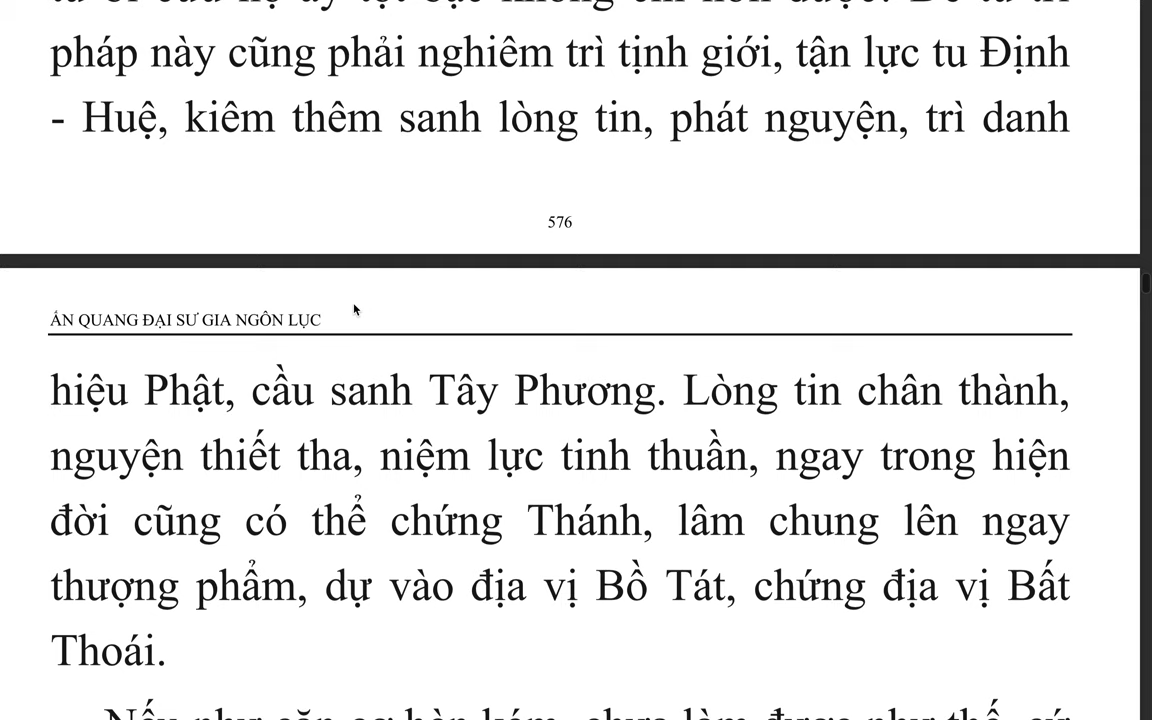 pháp này cũng phải nghiêm trì tịnh giới, tận lực tu Định
- Huệ, kiêm thêm sanh lòng tin, phát nguyện, trì danh
576
ẤN QUANG ĐẠI SƯ GIA NGÔN LỤC
hiệu Phật, cầu sanh Tây Phương. Lòng tin chân thành,
nguyện thiết tha, niệm lực tinh thuần, ngay trong hiện
đời cũng có thể chứng Thánh, lâm chung lên ngay
thượng phẩm, dự vào địa vị Bồ Tát, chứng địa vị Bất
Thoái.